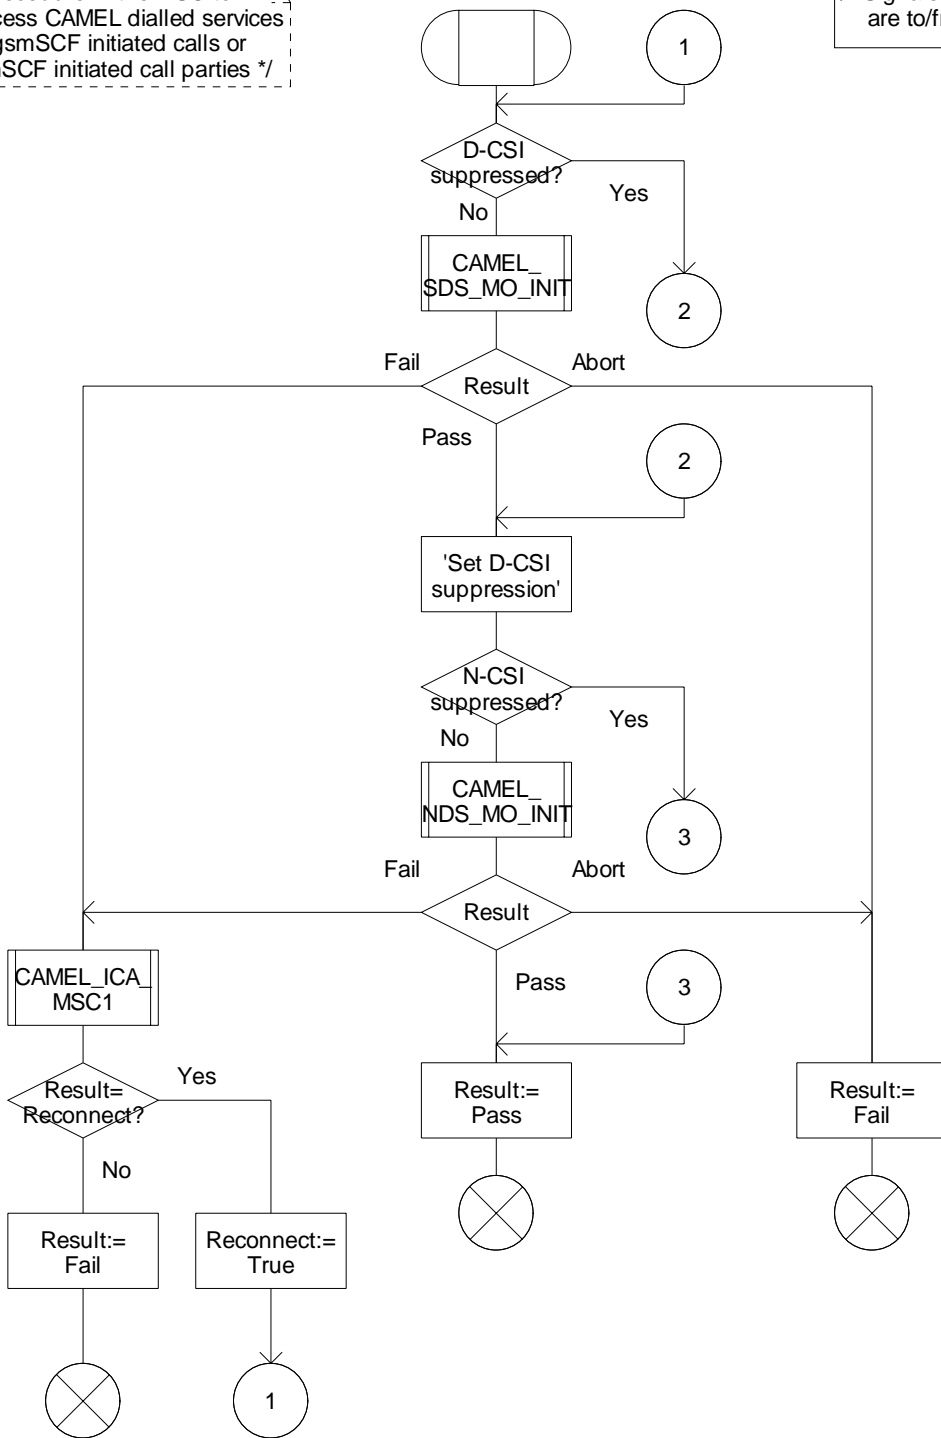 cess CAMEL dialled services
gsmSCF initiated calls or
SCF initiated call parties */
are to/fr
1
D-CSI
suppressed?
Yes
No
CAMEL_
SDS_MO_INIT
2
Fail
Abort
Result
Pass
2
'Set D-CSI
suppression'
N-CSI
suppressed?
Yes
No
CAMEL_
NDS_MO_INIT
3
Fail
Abort
Result
Pass
3
CAMEL_ICA_
MSC1
Result=
Reconnect?
Yes
No
Result:=
Pass
Result:=
Fail
Result:=
Fail
Reconnect:=
True
1